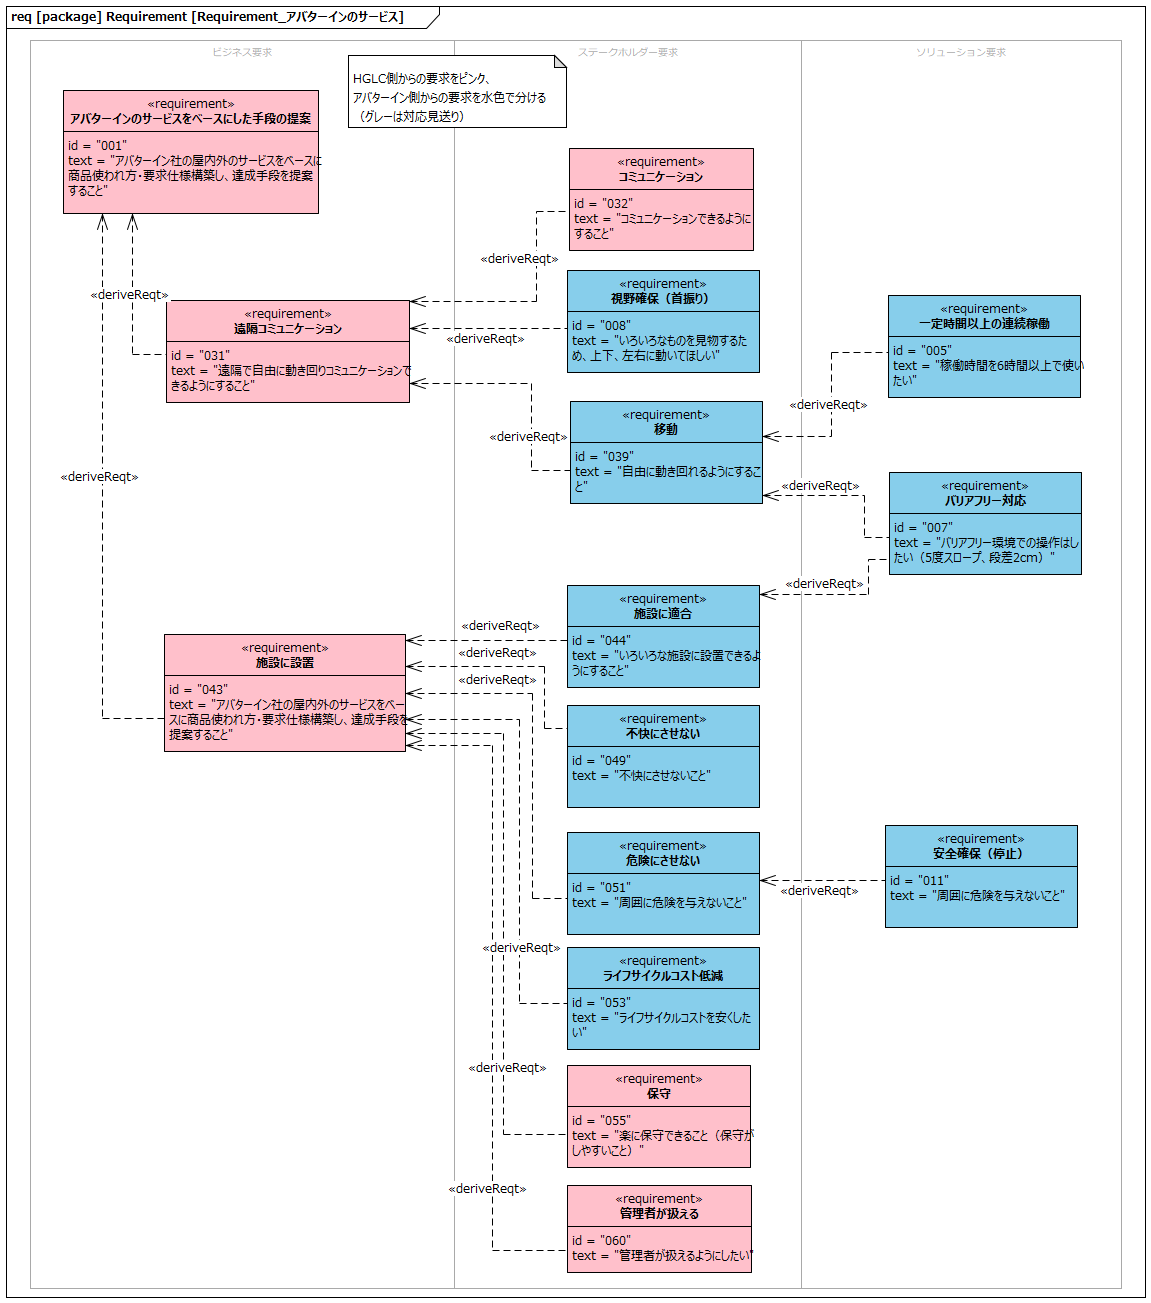 req [package] Requirement [Requirement_アバターインのサービス]
ビジネス要求
ステークホルダー要求
ソリューション要求
HGLC側からの要求をピンク、
アバターイン側からの要求を水色で分ける
（グレーは対応見送り）
«requirement»
アバターインのサービスをベースにした手段の提案
id = "001"
text = "アバターイン社の屋内外のサービスをベースに
商品使われ方・要求仕様構築し、達成手段を提案
すること"
«requirement»
コミュニケーション
id = "032"
text = "コミュニケーションできるように
すること"
«deriveReqt»
«requirement»
視野確保（首振り）
id = "008"
text = "いろいろなものを見物するた
め、上下、左右に動いてほしい"
«deriveReqt»
«deriveReqt»
«requirement»
遠隔コミュニケーション
id = "031"
text = "遠隔で自由に動き回りコミュニケーションで
きるようにすること"
«requirement»
一定時間以上の連続稼働
id = "005"
text = "稼働時間を6時間以上で使い
たい"
«deriveReqt»
«requirement»
移動
id = "039"
text = "自由に動き回れるようにするこ
と"
«deriveReqt»
«deriveReqt»
«deriveReqt»
«requirement»
バリアフリー対応
id = "007"
text = "バリアフリー環境での操作はし
たい（5度スロープ、段差2cm）"
«deriveReqt»
«requirement»
施設に適合
id = "044"
text = "いろいろな施設に設置できるよ
うにすること"
«deriveReqt»
«deriveReqt»
«deriveReqt»
«requirement»
施設に設置
id = "043"
text = "アバターイン社の屋内外のサービスをベー
スに商品使われ方・要求仕様構築し、達成手段を
提案すること"
«requirement»
不快にさせない
id = "049"
text = "不快にさせないこと"
«requirement»
危険にさせない
id = "051"
text = "周囲に危険を与えないこと"
«requirement»
安全確保（停止）
id = "011"
text = "周囲に危険を与えないこと"
«deriveReqt»
«deriveReqt»
«requirement»
ライフサイクルコスト低減
id = "053"
text = "ライフサイクルコストを安くした
い"
«deriveReqt»
«requirement»
保守
id = "055"
text = "楽に保守できること（保守が
しやすいこと）"
«deriveReqt»
«requirement»
管理者が扱える
id = "060"
text = "管理者が扱えるようにしたい"